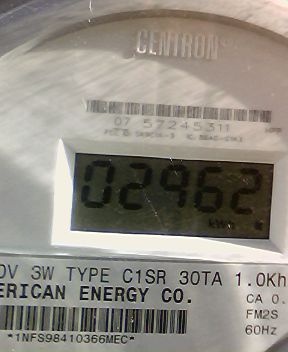 CENTRON
07 57245311
02962
kWh
0V 3W TYPE C1SR 30TA 1.0Kh
ERICAN ENERGY CO.
CA 0.
FM2S
60Hz
*1NFS98410366MEC*